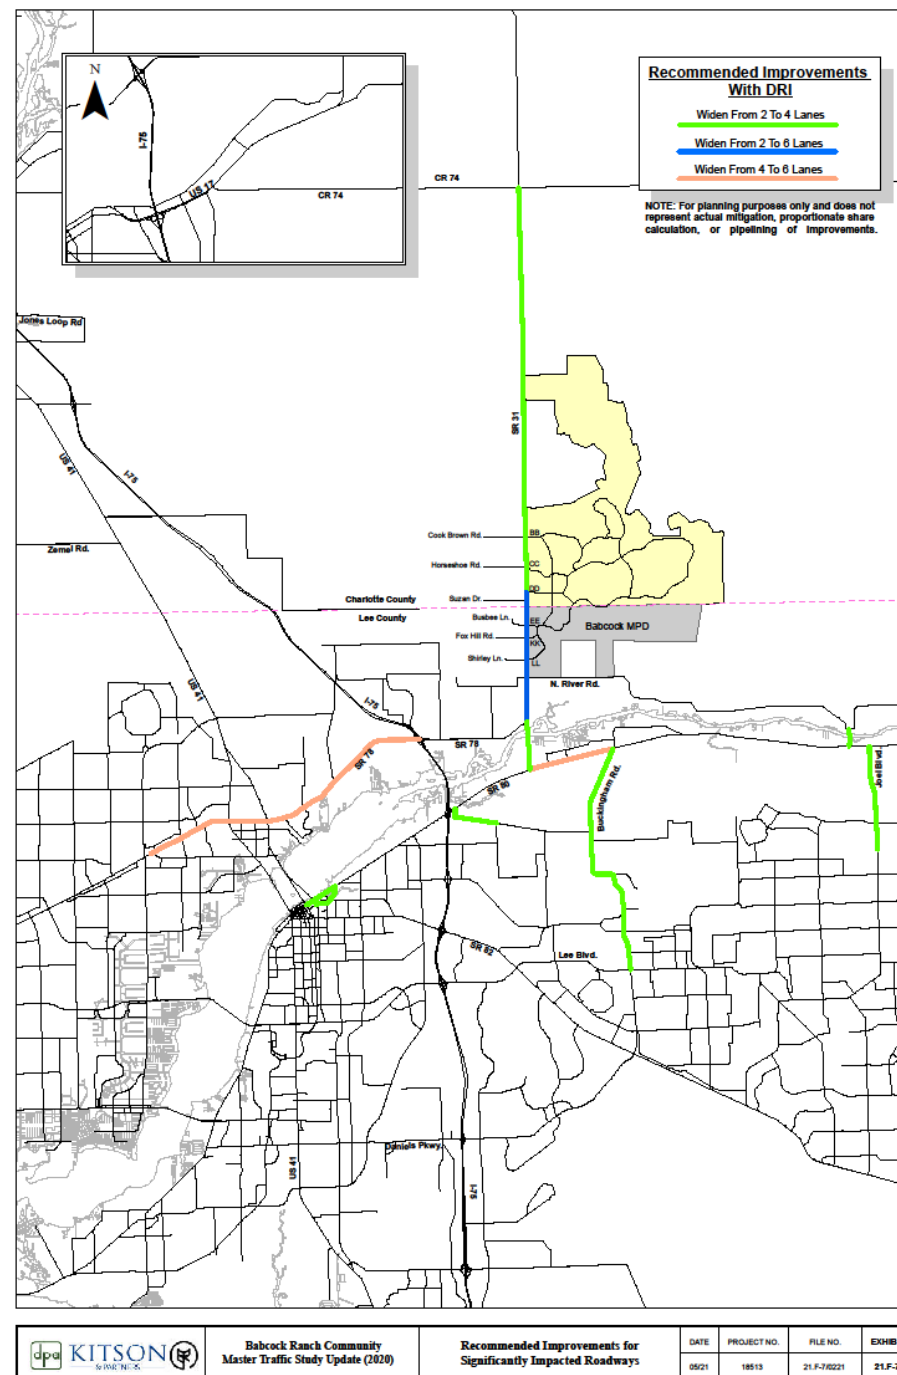 N
I-75
US 17
CR 74
Recommended Improvements
With DRI
Widen From 2 To 4 Lanes
Widen From 2 To 6 Lanes
Widen From 4 To 6 Lanes
NOTE: For planning purposes only and does not
represent actual mitigation, proportionate share
calculation, or pipelining of improvements.
CR 74
Jones Loop Rd
SR 31
US 41
I-75
Zemel Rd.
Cook Brown Rd.
BB
Horseshoe Rd.
CC
DD
Suzan Dr.
Charlotte County
Lee County
Busbee Ln.
EE
Babcock MPD
Fox Hill Rd.
KK
Shirley Ln.
LL
N. River Rd.
US 41
I-75
SR 78
SR 78
SR 80
Buckingham Rd.
Joel Blvd.
SR 82
Lee Blvd.
Daniels Pkwy.
US 41
I-75
dpa
KITSON
& PARTNERS
Babcock Ranch Community
Master Traffic Study Update (2020)
Recommended Improvements for
Significantly Impacted Roadways
DATE
PROJECT NO.
FILE NO.
EXHIB
05/21
18513
21.F-7/0221
21.F-7